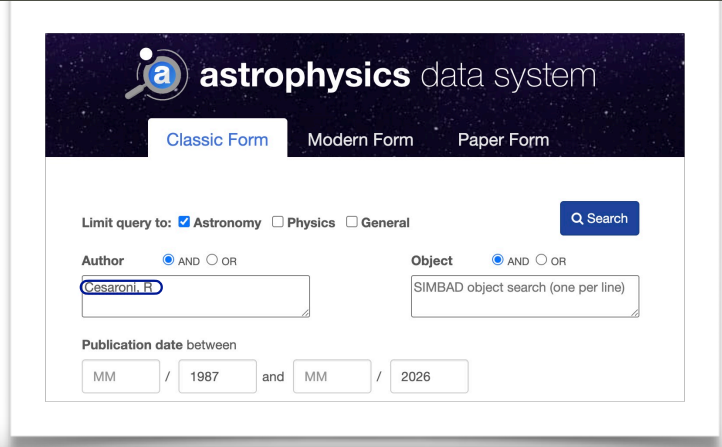 a astrophysics data system
Classic Form Modern Form Paper Form
Limit query to: Astronomy Physics General Search
Author AND OR Object AND OR
Cesaroni, R SIMBAD object search (one per line)
Publication date between
MM / 1987 and MM / 2026